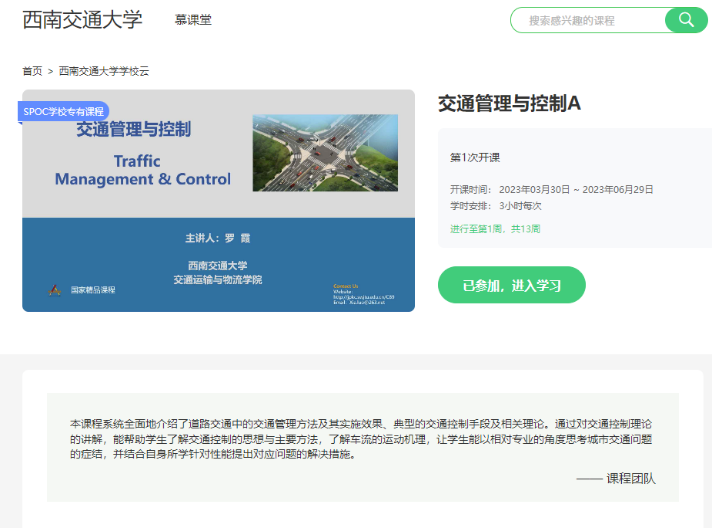 西南交通大学
慕课堂
搜索感兴趣的课程
首页 > 西南交通大学学校云
SPOC学校专有课程
交通管理与控制
Traffic
Management & Control
主讲人：罗 霞
西南交通大学
交通运输与物流学院
国家精品课程
Contact Us
Website:
交通管理与控制A
第1次开课
开课时间： 2023年03月30日 ~ 2023年06月29日
学时安排： 3小时每次
进行至第1周，共13周
已参加，进入学习
本课程系统全面地介绍了道路交通中的交通管理方法及其实施效果、典型的交通控制手段及相关理论。通过对交通控制理论
的讲解，能帮助学生了解交通控制的思想与主要方法，了解车流的运动机理，让学生能以相对专业的角度思考城市交通问题
的症结，并结合自身所学针对性能提出对应问题的解决措施。
—— 课程团队